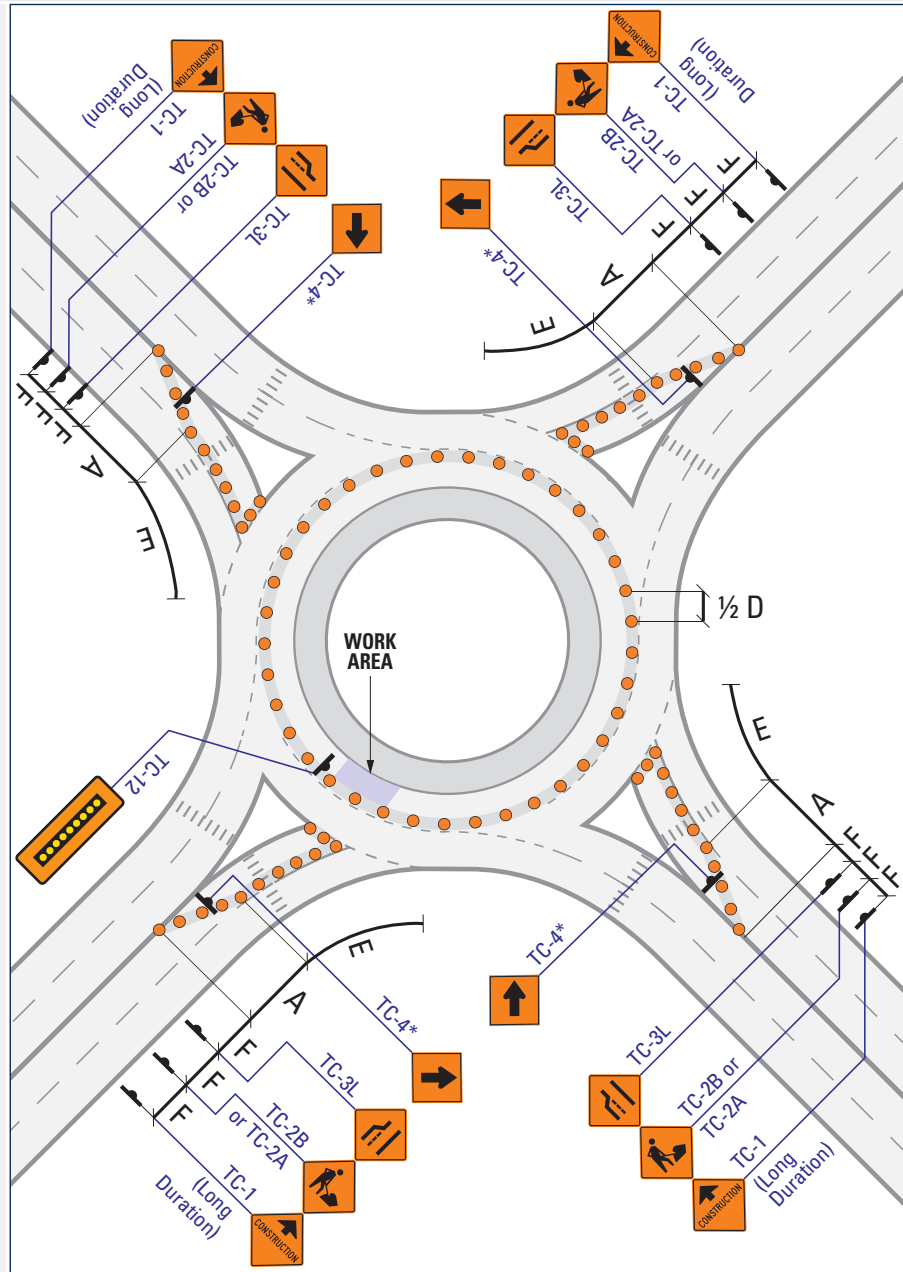 CONSTRUCTION
TC-1
(Long
Duration)
TC-2B or
TC-2A
TC-3L
TC-4*
F
F
F
A
E
CONSTRUCTION
TC-1
(Long
Duration)
TC-2B
or TC-2A
TC-3L
TC-4*
F
F
F
A
E
½ D
WORK
AREA
TC-12
E
A
F
F
F
TC-4*
TC-3L
TC-2B
or TC-2A
TC-1
(Long
Duration)
CONSTRUCTION
E
A
F
F
F
TC-4*
TC-3L
TC-2B or
TC-2A
TC-1
(Long
Duration)
CONSTRUCTION